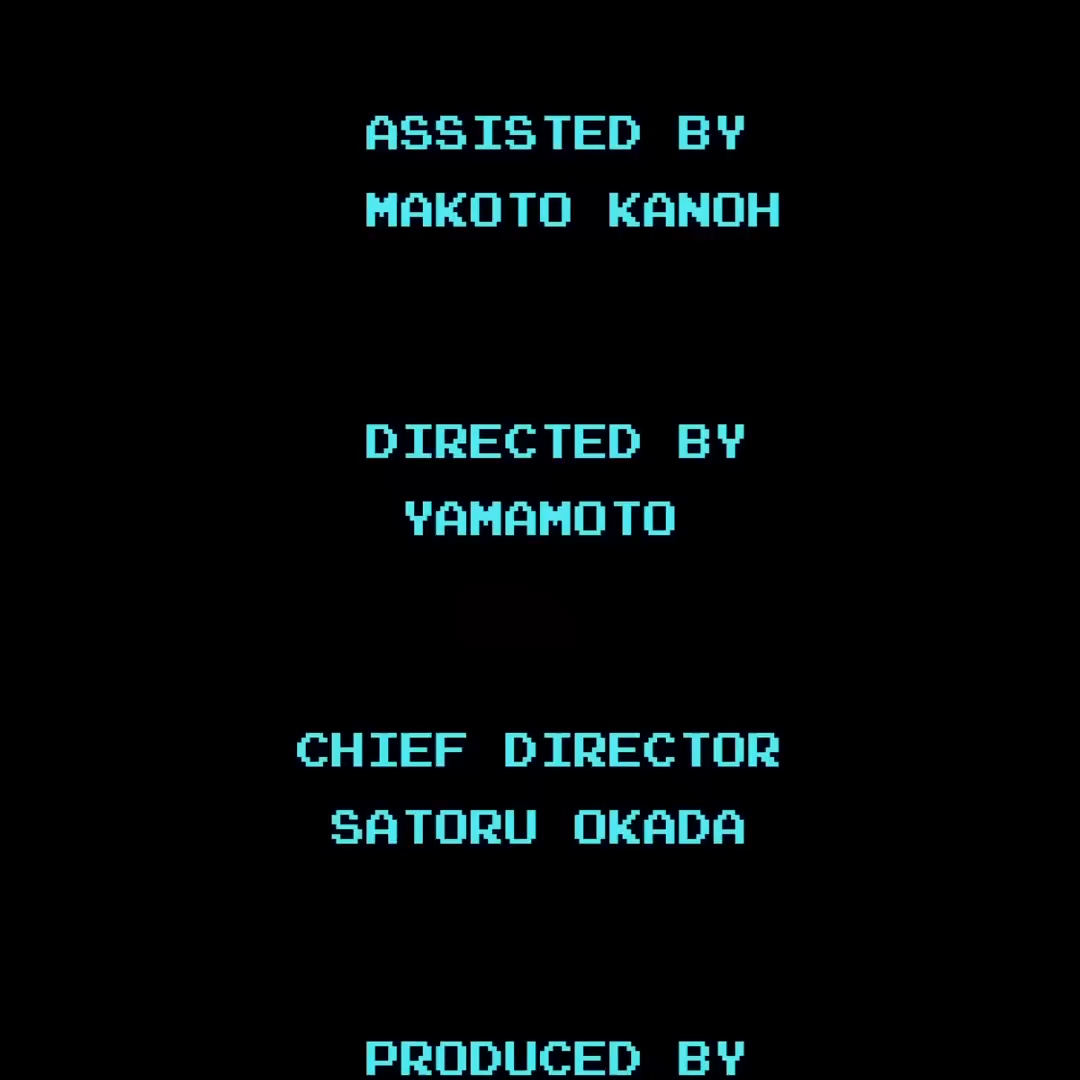 ASSISTED BY
MAKOTO KANOH
DIRECTED BY
YAMAMOTO
CHIEF DIRECTOR
SATORU OKADA
PRODUCED BY